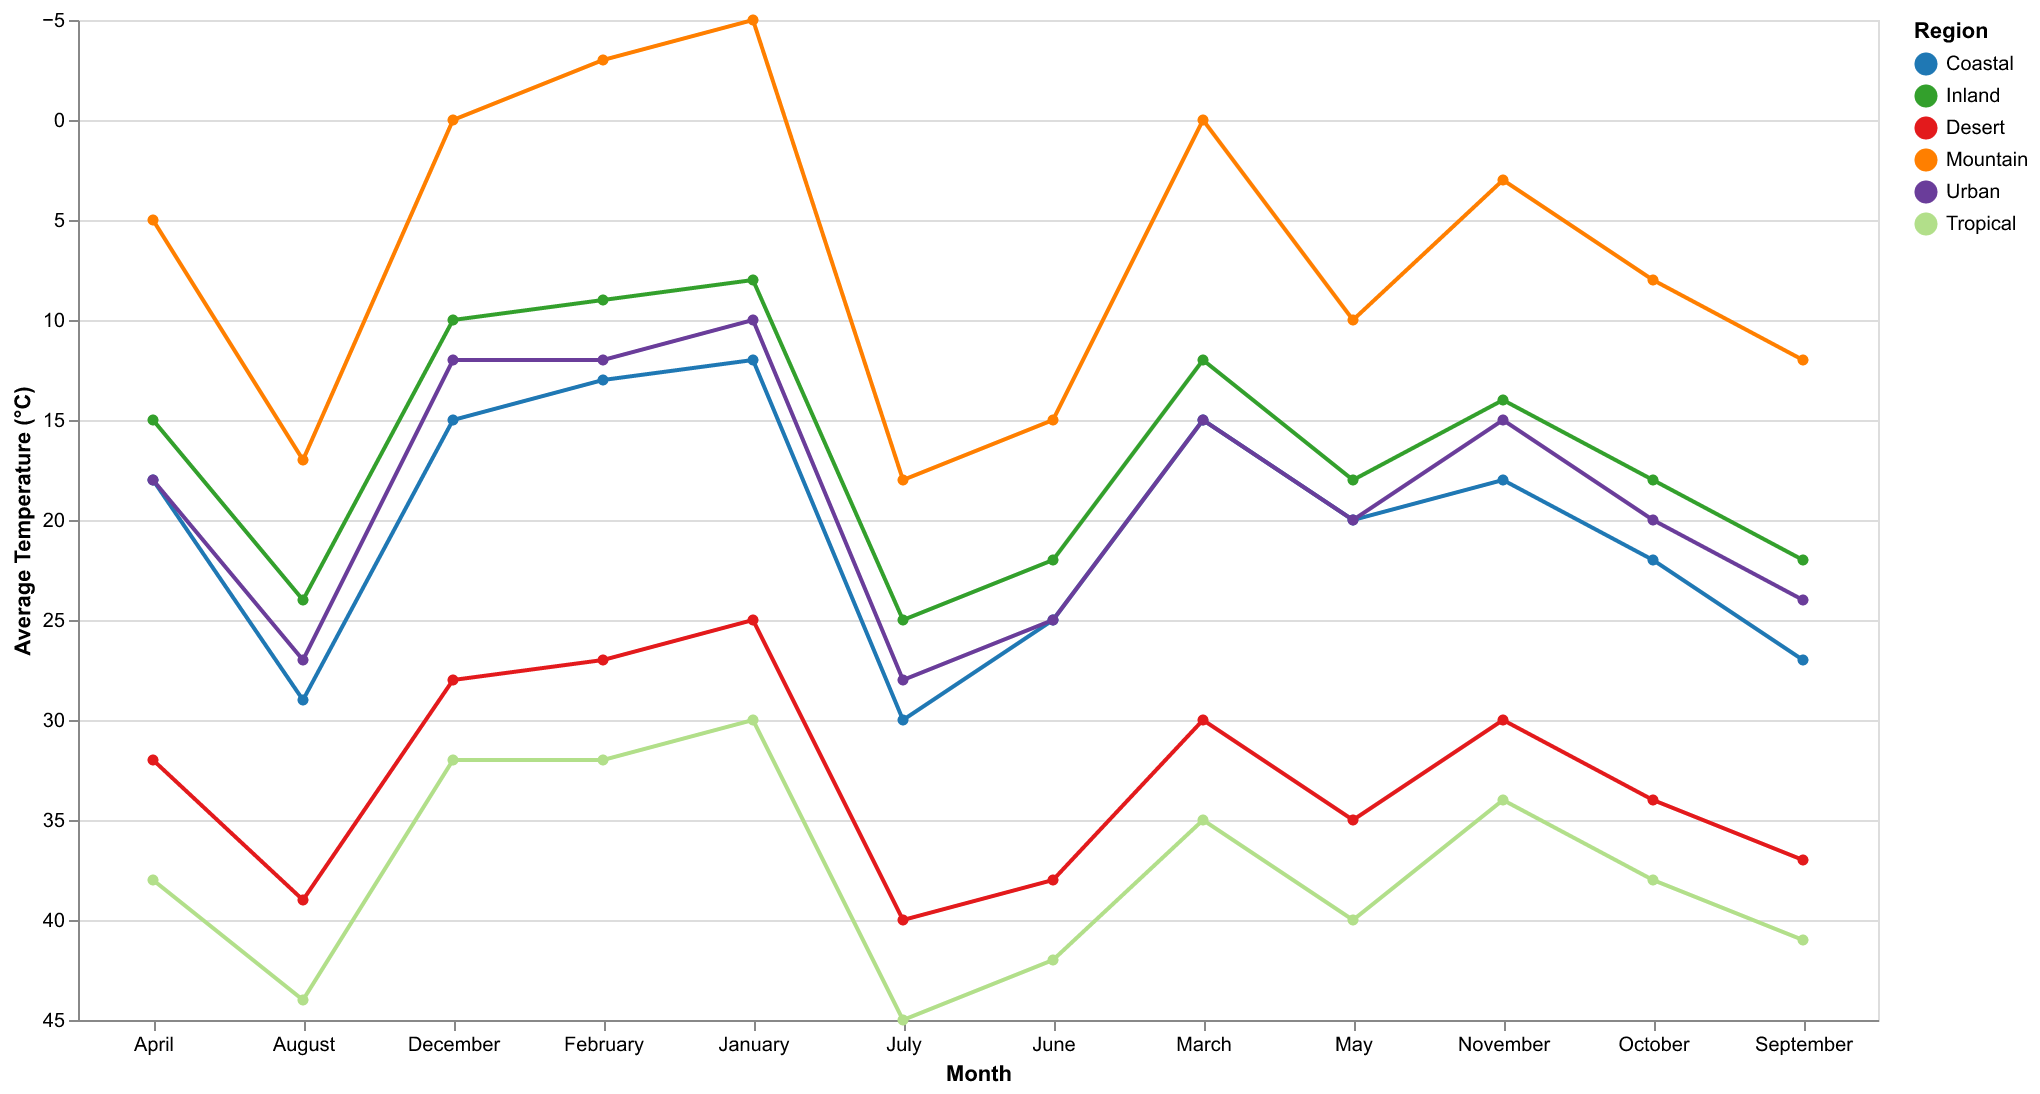 −5
0
5
10
15
20
25
30
35
40
45
Average Temperature (°C)
April
August
December
February
January
July
June
March
May
November
October
September
Month
Region
Coastal
Inland
Desert
Mountain
Urban
Tropical